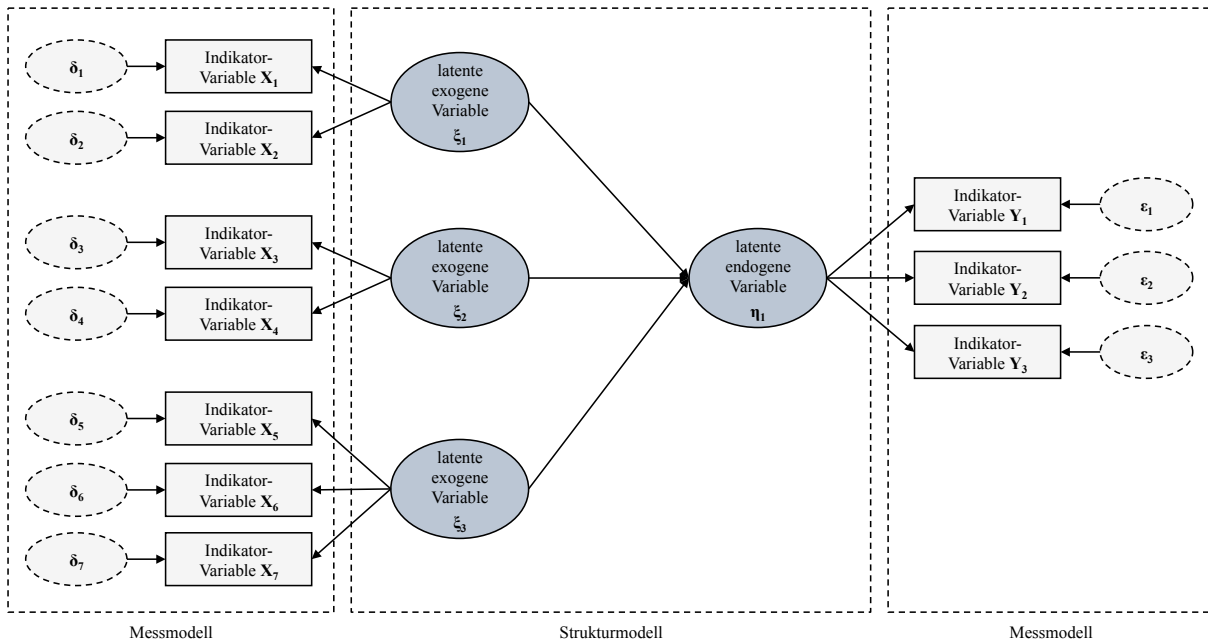 δ1
Indikator-
Variable X1
δ2
Indikator-
Variable X2
δ3
Indikator-
Variable X3
δ4
Indikator-
Variable X4
δ5
Indikator-
Variable X5
δ6
Indikator-
Variable X6
δ7
Indikator-
Variable X7
Messmodell
latente
exogene
Variable
ξ1
latente
exogene
Variable
ξ2
latente
exogene
Variable
ξ3
latente
endogene
Variable
η1
Strukturmodell
Indikator-
Variable Y1
ε1
Indikator-
Variable Y2
ε2
Indikator-
Variable Y3
ε3
Messmodell